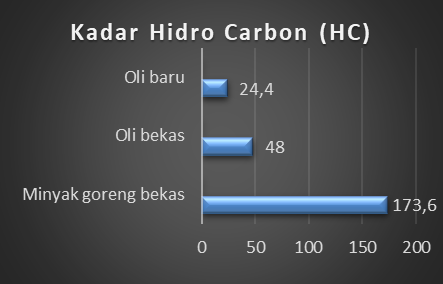 Kadar Hidro Carbon (HC)
Oli baru
24,4
Oli bekas
48
Minyak goreng bekas
173,6
0 50 100 150 200